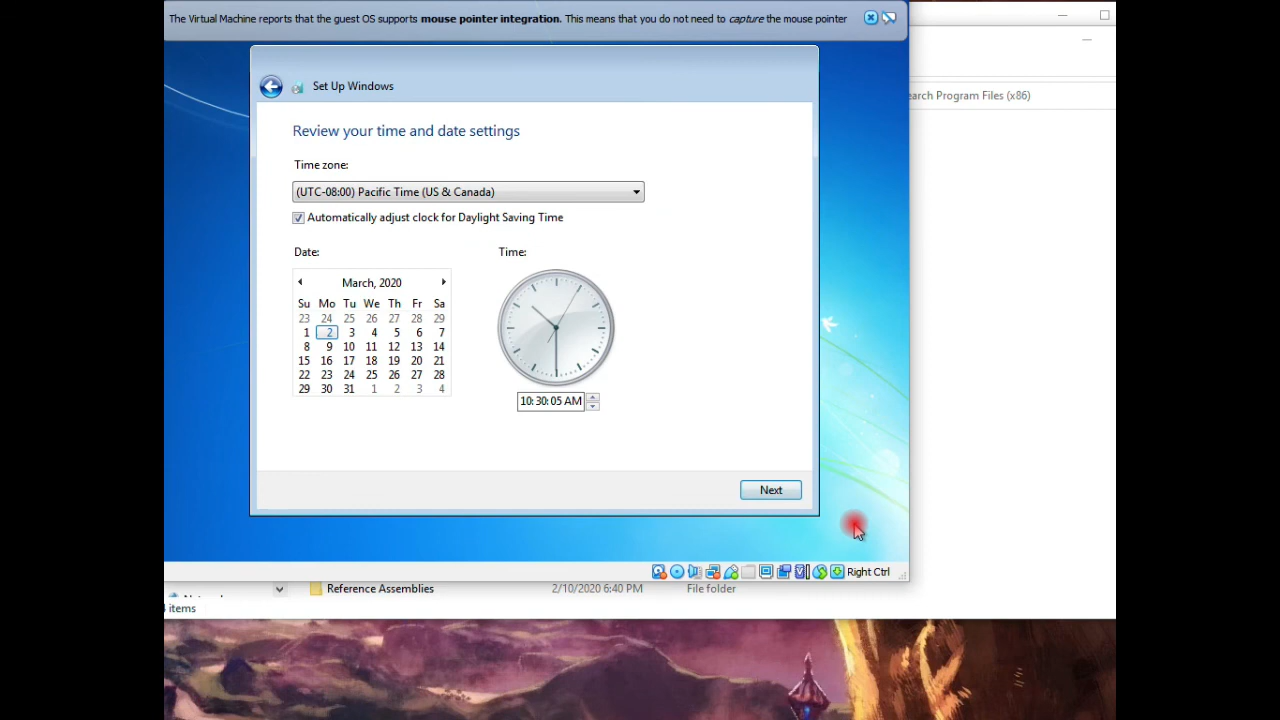 The Virtual Machine reports that the guest OS supports mouse pointer integration. This means that you do not need to capture the mouse pointer
Set Up Windows
earch Program Files (x86)
Review your time and date settings
Time zone:
(UTC-08:00) Pacific Time (US & Canada)
Automatically adjust clock for Daylight Saving Time
Date:
Time:
March, 2020
Su Mo Tu We Th Fr Sa
23 24 25 26 27 28 29
1 2 3 4 5 6 7
8 9 10 11 12 13 14
15 16 17 18 19 20 21
22 23 24 25 26 27 28
29 30 31 1 2 3 4
10:30:05 AM
Next
Right Ctrl
Reference Assemblies 2/10/2020 6:40 PM File folder
items